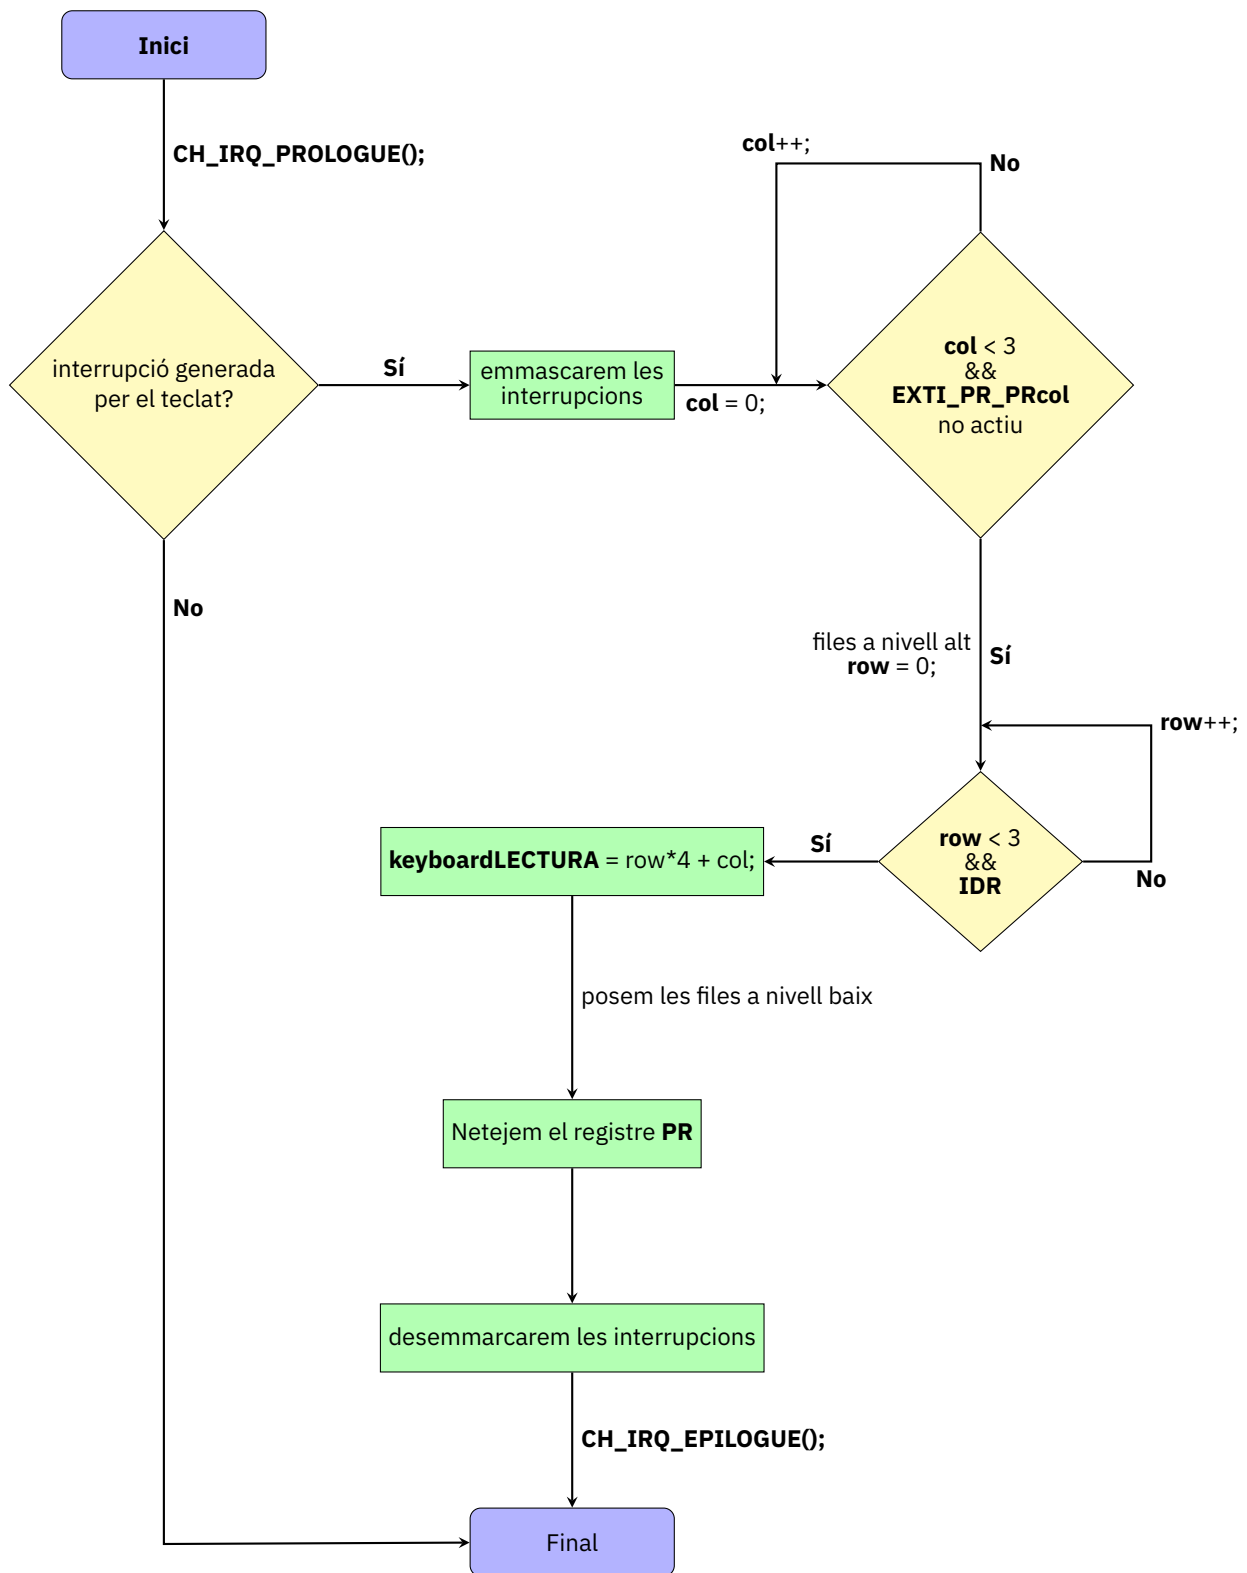 Inici
CH_IRQ_PROLOGUE();
interrupció generada
per el teclat?
Sí
No
emmascarem les
interrupcions
col = 0;
col++;
No
col < 3
&&
EXTI_PR_PRcol
no actiu
files a nivell alt
row = 0;
Sí
row++;
row < 3
&&
IDR
No
Sí
keyboardLECTURA = row*4 + col;
posem les files a nivell baix
Netejem el registre PR
desemmarcarem les interrupcions
CH_IRQ_EPILOGUE();
Final